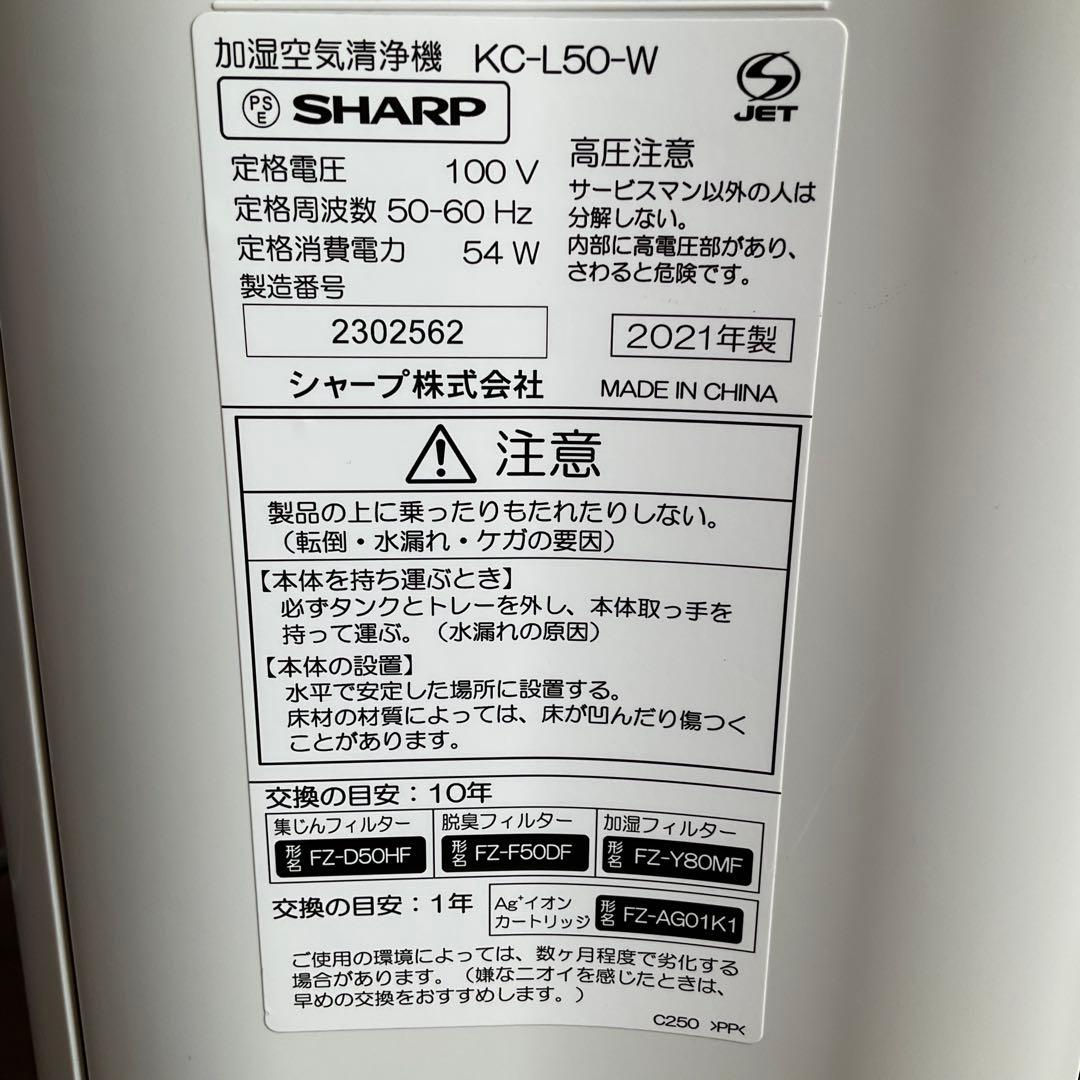 加湿空気清浄機 KC-L50-W
PS E SHARP
JET
定格電圧 100 V
定格周波数 50-60 Hz
定格消費電力 54 W
製造番号
2302562
高圧注意
サービスマン以外の人は
分解しない。
内部に高電圧部があり、
さわると危険です。
2021年製
シャープ株式会社 MADE IN CHINA
注意
製品の上に乗ったりもたれたりしない。
（転倒・水漏れ・ケガの要因）
【本体を持ち運ぶとき】
必ずタンクとトレーを外し、本体取っ手を
持って運ぶ。（水漏れの原因）
【本体の設置】
水平で安定した場所に設置する。
床材の材質によっては、床が凹んだり傷つく
ことがあります。
交換の目安：10年
集じんフィルター
形名 FZ-D50HF
脱臭フィルター
形名 FZ-F50DF
加湿フィルター
形名 FZ-Y80MF
交換の目安：1年
Ag⁺イオン
カートリッジ
形名 FZ-AG01K1
ご使用の環境によっては、数ヶ月程度で劣化する
場合があります。（嫌なニオイを感じたときは、
早めの交換をおすすめします。）
C250 >PP<